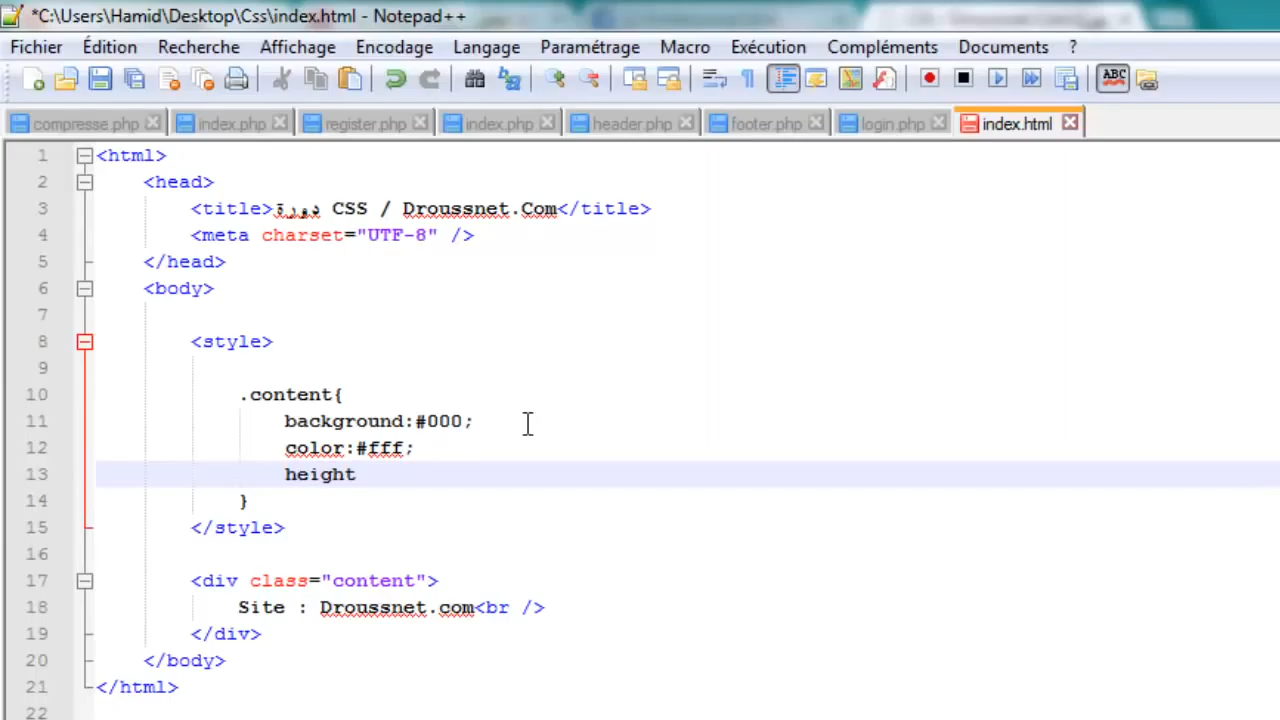 *C:\Users\Hamid\Desktop\Css\index.html - Notepad++
Fichier Édition Recherche Affichage Encodage Langage Paramétrage Macro Exécution Compléments Documents ?
ABC
compresse.php index.php register.php index.php header.php footer.php login.php index.html
1 <html>
2 <head>
3 <title>دورة CSS / Droussnet.Com</title>
4 <meta charset="UTF-8" />
5 </head>
6 <body>
7
8 <style>
9
10 .content{
11 background:#000;
12 color:#fff;
13 height
14 }
15 </style>
16
17 <div class="content">
18 Site : Droussnet.com<br />
19 </div>
20 </body>
21 </html>
22